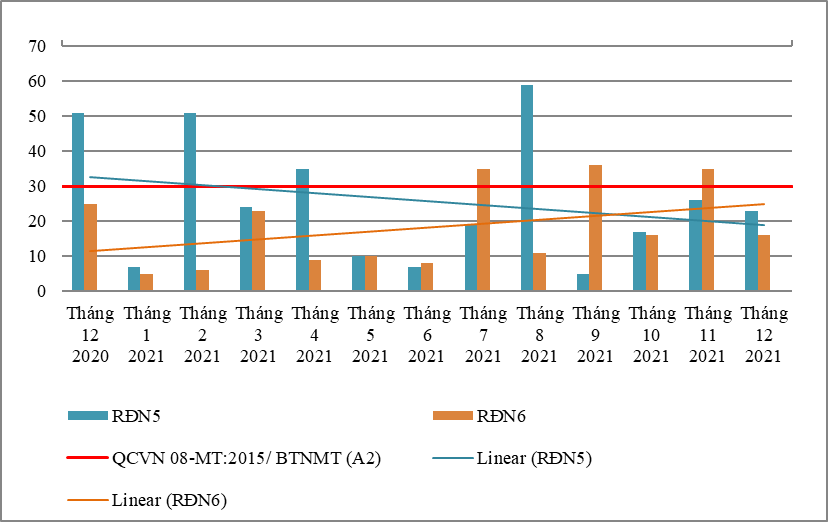 70
60
50
40
30
20
10
0
Tháng Tháng Tháng Tháng Tháng Tháng Tháng Tháng Tháng Tháng Tháng Tháng Tháng
12 1 2 3 4 5 6 7 8 9 10 11 12
2020 2021 2021 2021 2021 2021 2021 2021 2021 2021 2021 2021 2021
RĐN5 RĐN6
QCVN 08-MT:2015/ BTNMT (A2) Linear (RĐN5)
Linear (RĐN6)